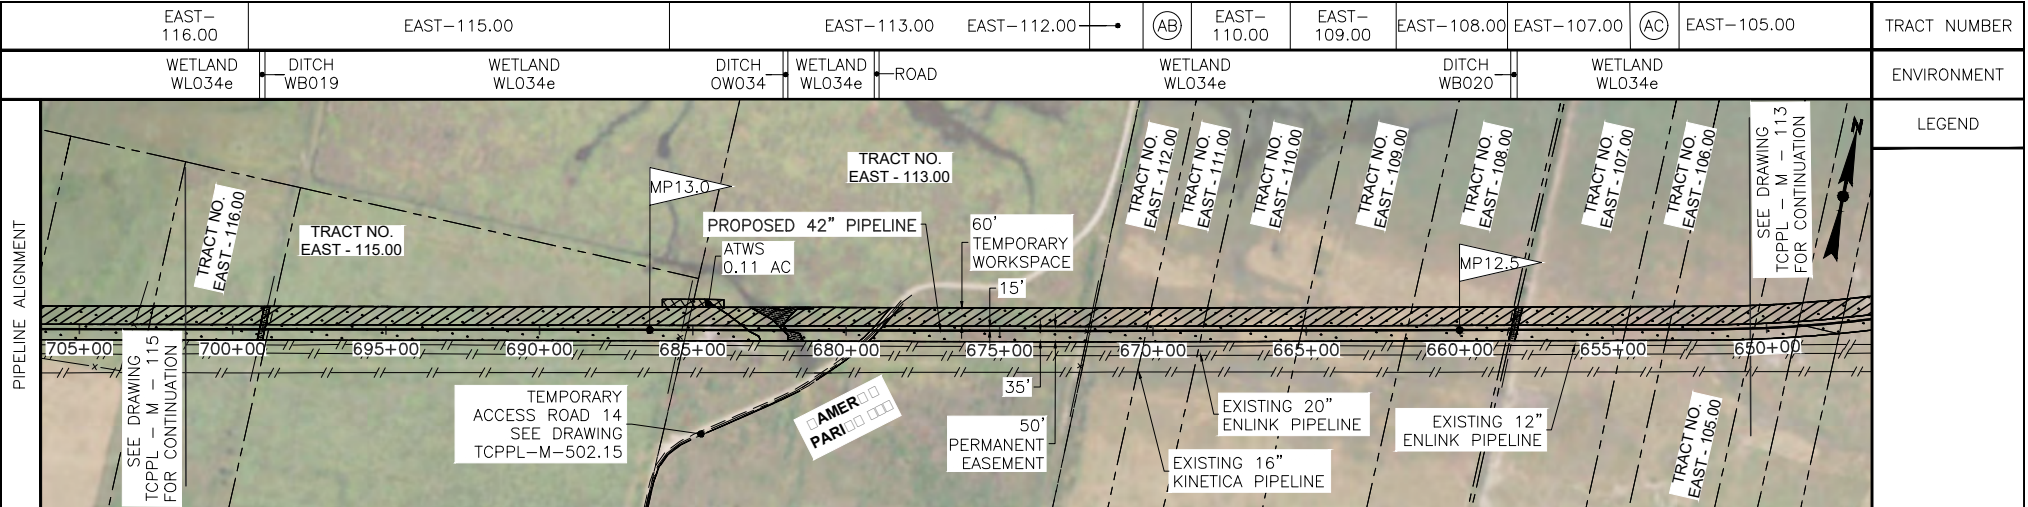 EAST-
116.00
EAST-115.00
EAST-113.00
EAST-112.00
AB
EAST-
110.00
EAST-
109.00
EAST-108.00
EAST-107.00
AC
EAST-105.00
TRACT NUMBER
WETLAND
WL034e
DITCH
WB019
WETLAND
WL034e
DITCH
OW034
WETLAND
WL034e
ROAD
WETLAND
WL034e
DITCH
WB020
WETLAND
WL034e
ENVIRONMENT
LEGEND
PIPELINE ALIGNMENT
TRACT NO.
EAST - 116.00
TRACT NO.
EAST - 115.00
MP13.0
TRACT NO.
EAST - 113.00
PROPOSED 42" PIPELINE
ATWS
0.11 AC
60'
TEMPORARY
WORKSPACE
15'
TRACT NO.
EAST - 112.00
TRACT NO.
EAST - 111.00
TRACT NO.
EAST - 110.00
TRACT NO.
EAST - 109.00
TRACT NO.
EAST - 108.00
TRACT NO.
EAST - 107.00
TRACT NO.
EAST - 106.00
MP12.5
SEE DRAWING
TCPPL - M - 113
FOR CONTINUATION
N
705+00
700+00
695+00
690+00
685+00
680+00
675+00
670+00
665+00
660+00
655+00
650+00
SEE DRAWING
TCPPL - M - 115
FOR CONTINUATION
TEMPORARY
ACCESS ROAD 14
SEE DRAWING
TCPPL-M-502.15
AMER
PARI
35'
50'
PERMANENT
EASEMENT
EXISTING 20"
ENLINK PIPELINE
EXISTING 16"
KINETICA PIPELINE
EXISTING 12"
ENLINK PIPELINE
TRACT NO.
EAST - 105.00